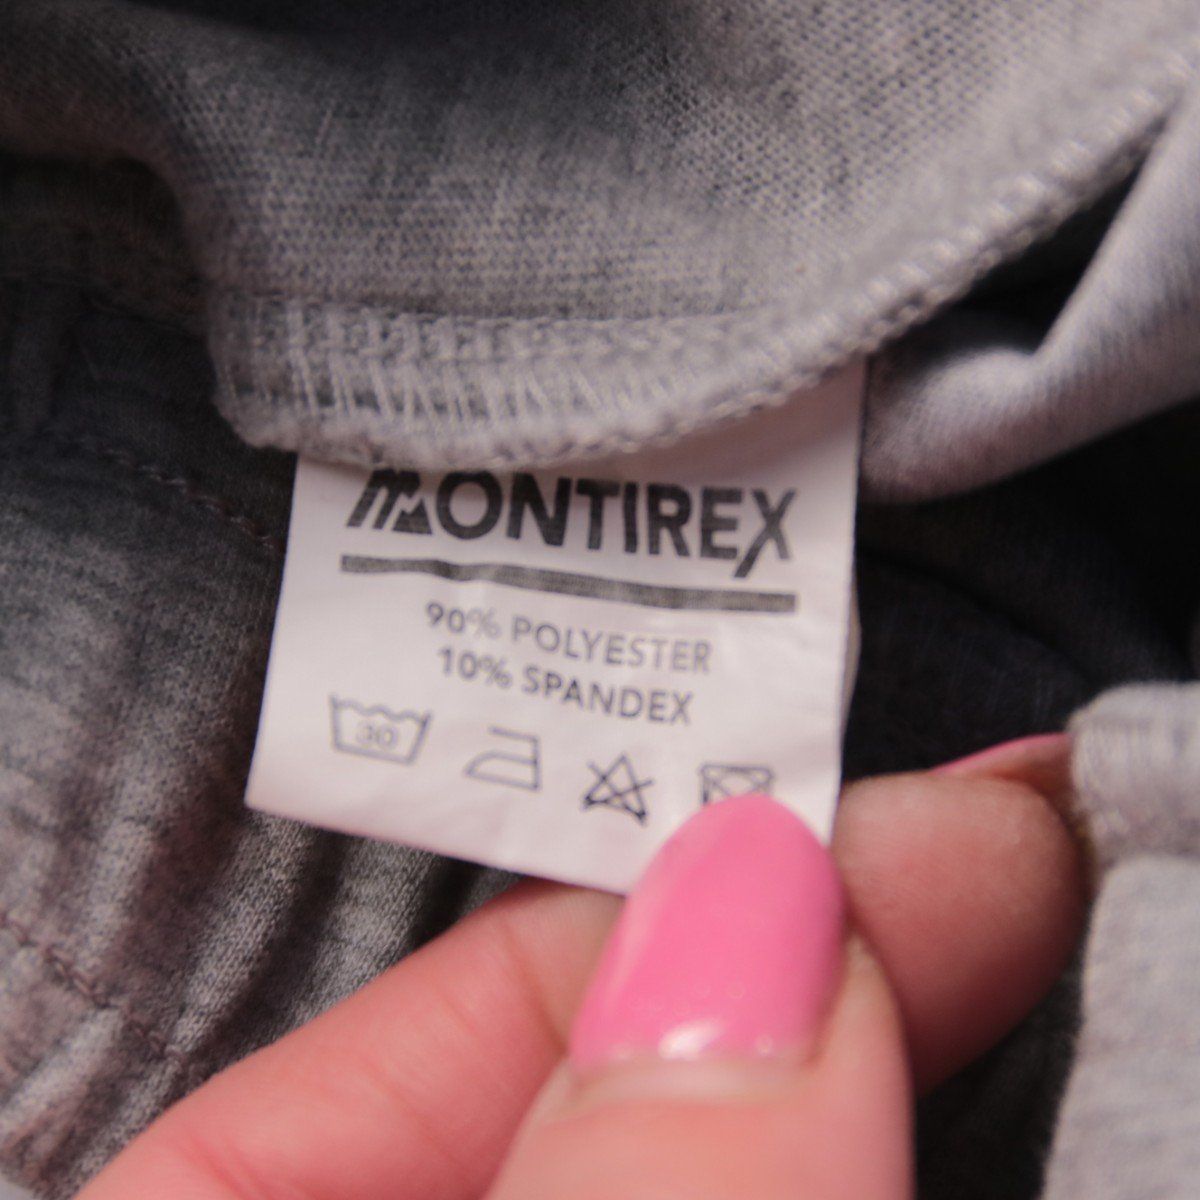 MONTIREX
90% POLYESTER
10% SPANDEX
30